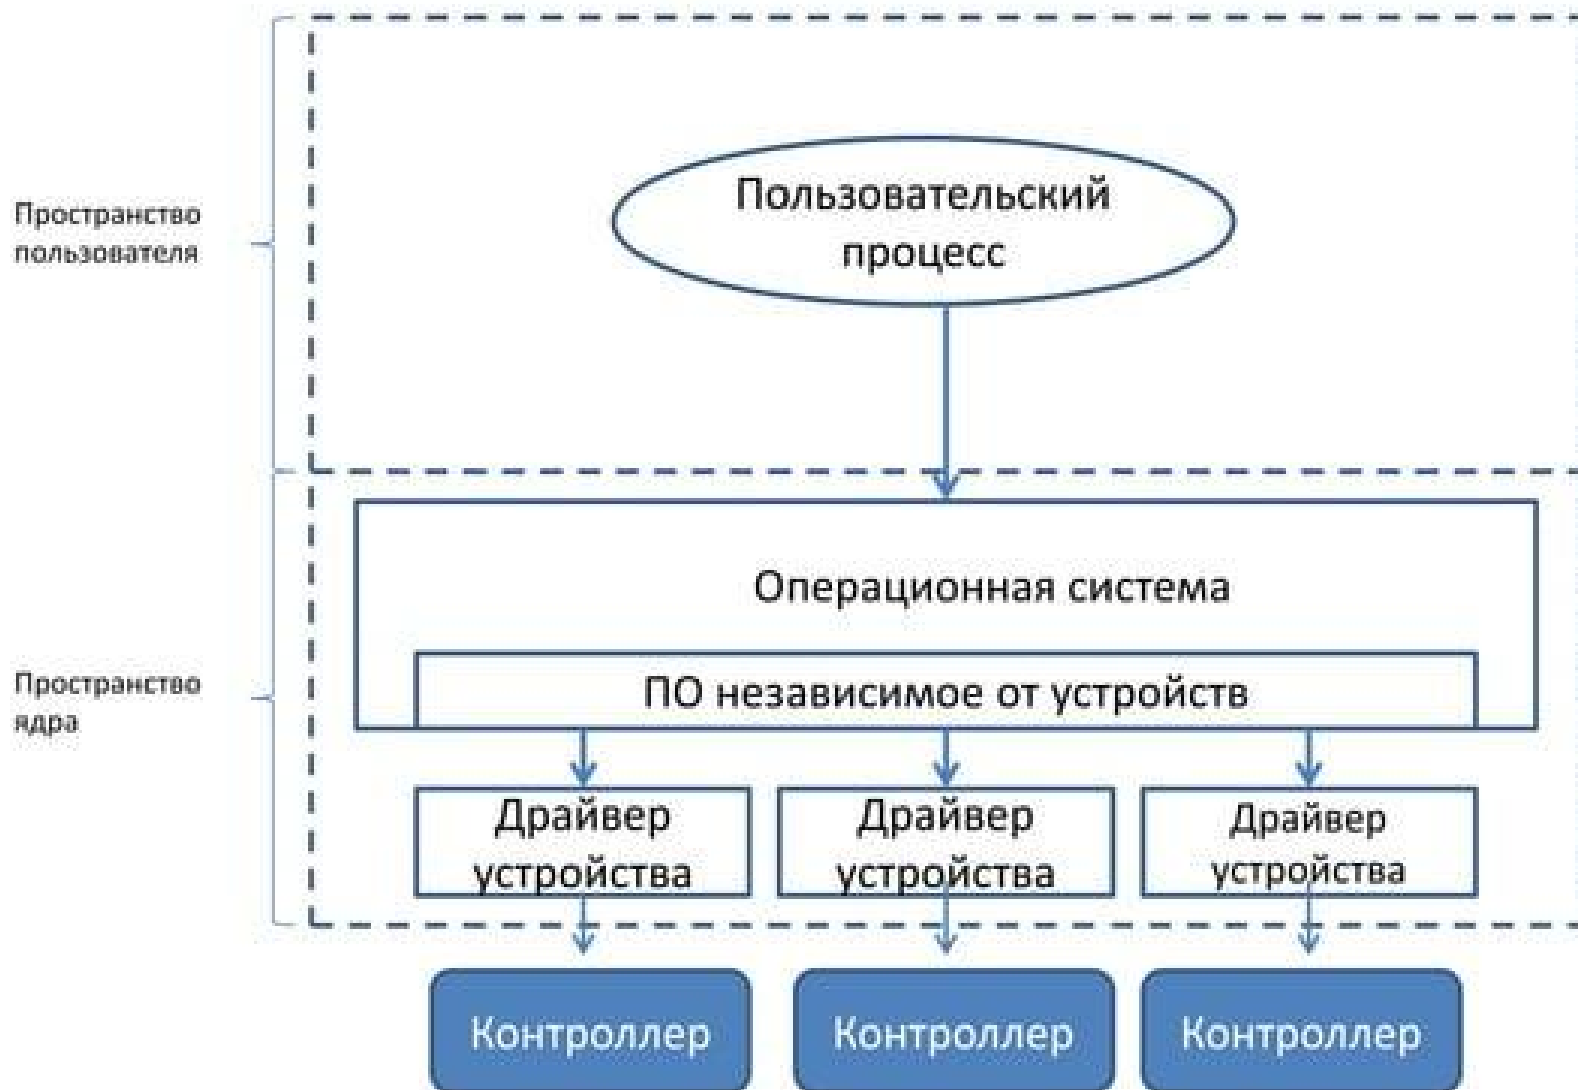 Пространство
пользователя
Пользовательский
процесс
Операционная система
Пространство
ядра
ПО независимое от устройств
Драйвер
устройства
Драйвер
устройства
Драйвер
устройства
Контроллер
Контроллер
Контроллер